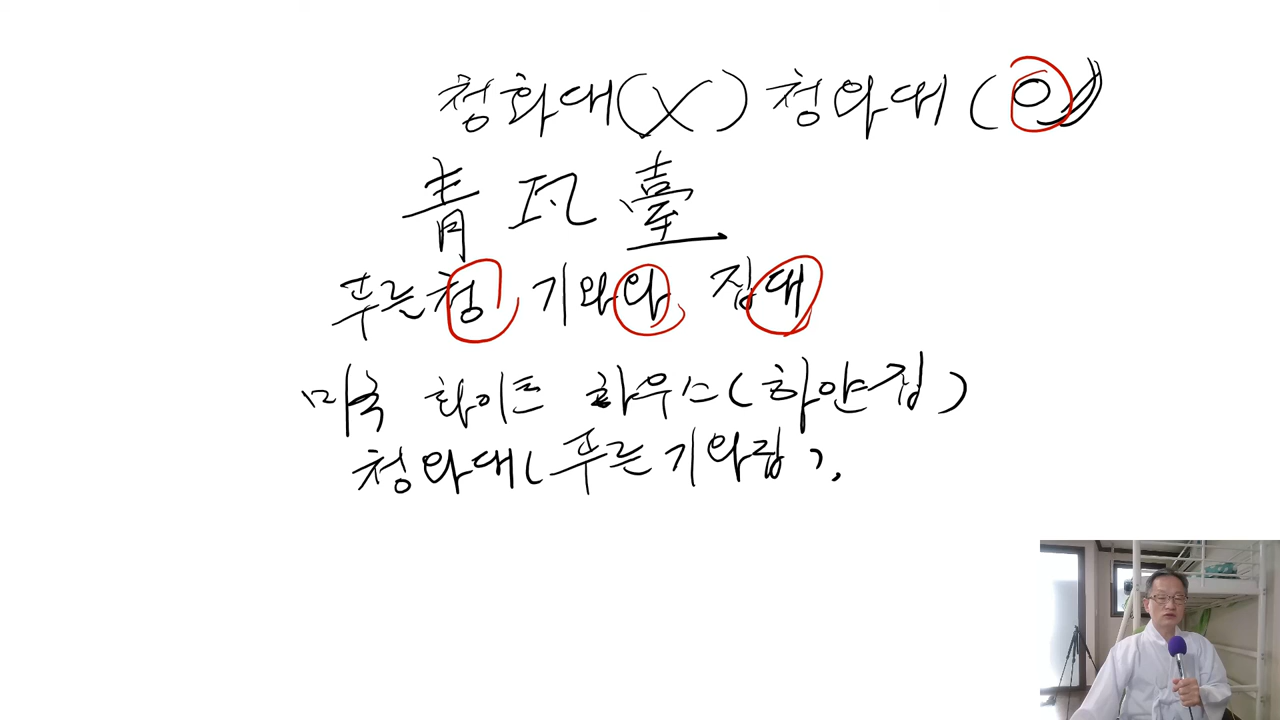 청화대(X) 청와대(O)
靑瓦臺
푸른청 기와와 집대
미국 화이트 하우스(하얀집)
청와대(푸른 기와집).